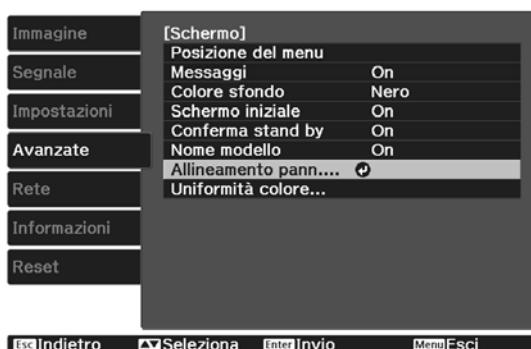 Immagine
Segnale
Impostazioni
Avanzate
Rete
Informazioni
Reset
[Schermo]
Posizione del menu
Messaggi On
Colore sfondo Nero
Schermo iniziale On
Conferma stand by On
Nome modello On
Allineamento pann....
Uniformità colore...
Esc Indietro Seleziona Enter Invio Menu Esci